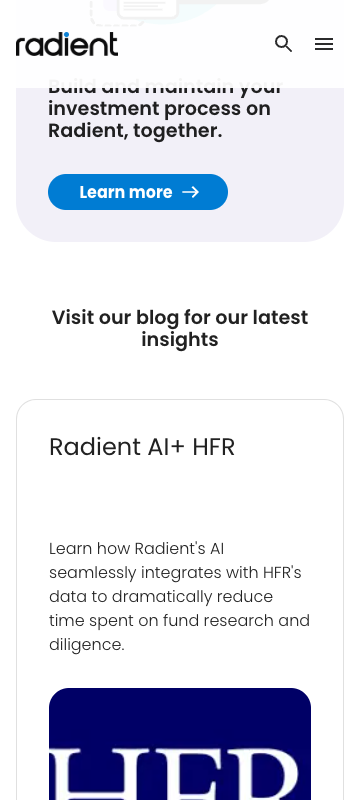 radient
Build and maintain your
investment process on
Radient, together.
Learn more
Visit our blog for our latest
insights
Radient AI+ HFR
Learn how Radient's AI
seamlessly integrates with HFR's
data to dramatically reduce
time spent on fund research and
diligence.
HFR